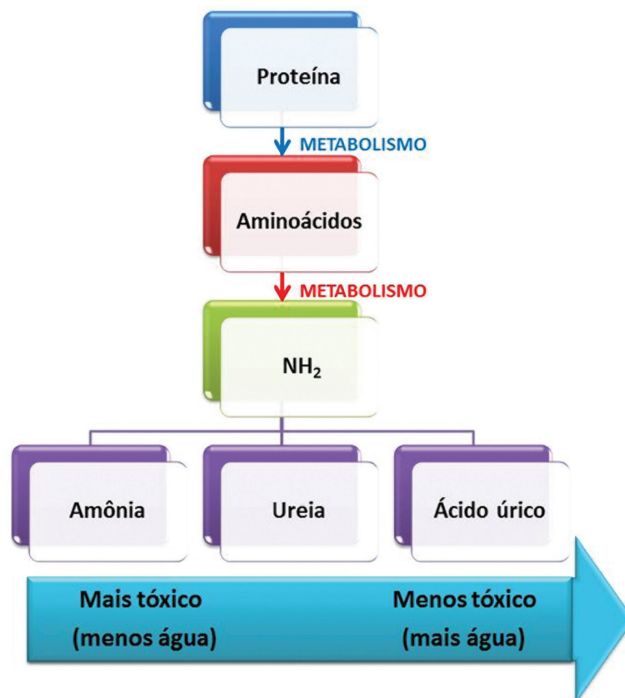 Proteína
METABOLISMO
Aminoácidos
METABOLISMO
NH₂
Amônia
Ureia
Ácido úrico
Mais tóxico
(menos água)
Menos tóxico
(mais água)